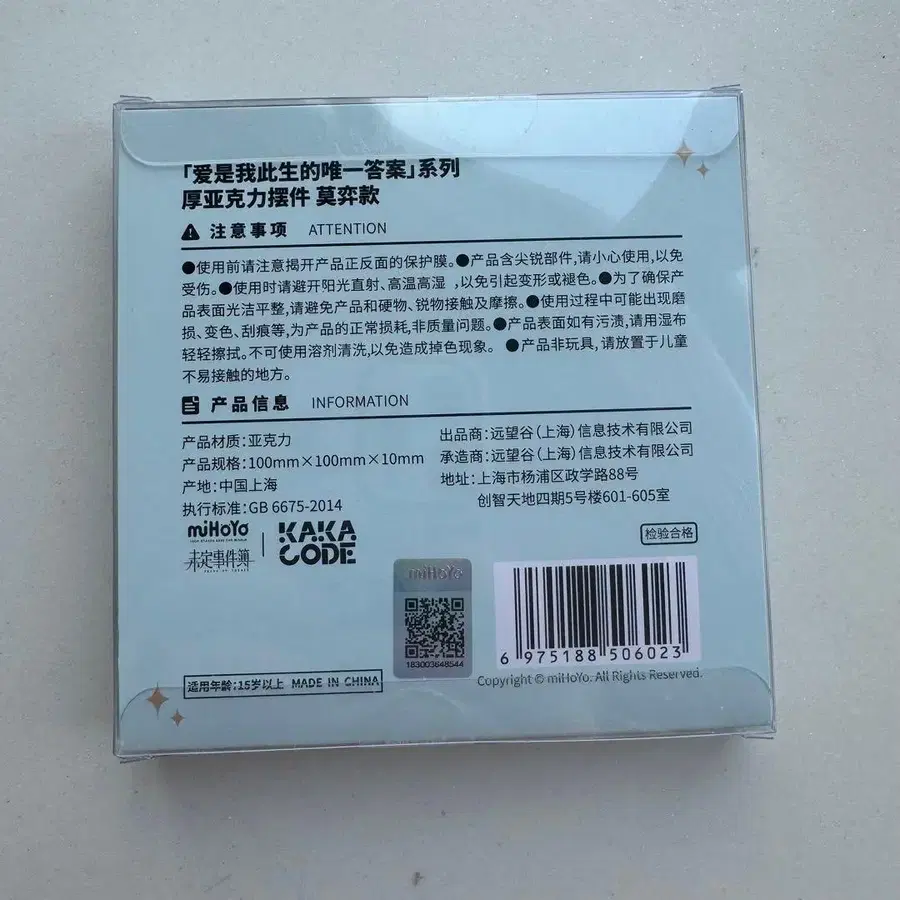 「爱是我此生的唯一答案」系列
厚亚克力摆件 莫弈款
注意事项 ATTENTION
●使用前请注意揭开产品正反面的保护膜。●产品含尖锐部件,请小心使用,以免
受伤。●使用时请避开阳光直射、高温高湿 ,以免引起变形或褪色。●为了确保产
品表面光洁平整,请避免产品和硬物、锐物接触及摩擦。●使用过程中可能出现磨
损、变色、刮痕等,为产品的正常损耗,非质量问题。●产品表面如有污渍,请用湿布
轻轻擦拭。不可使用溶剂清洗,以免造成掉色现象。 ●产品非玩具,请放置于儿童
不易接触的地方。
产品信息 INFORMATION
产品材质:亚克力
产品规格:100mm×100mm×10mm
产地:中国上海
执行标准:GB 6675-2014
出品商:远望谷(上海)信息技术有限公司
承造商:远望谷(上海)信息技术有限公司
地址:上海市杨浦区政学路88号
创智天地四期5号楼601-605室
miHoYo
未定事件簿
KAKA
CODE
检验合格
miHoYo
183003648544
6 975188 506023
适用年龄:15岁以上 MADE IN CHINA
Copyright © miHoYo. All Rights Reserved.